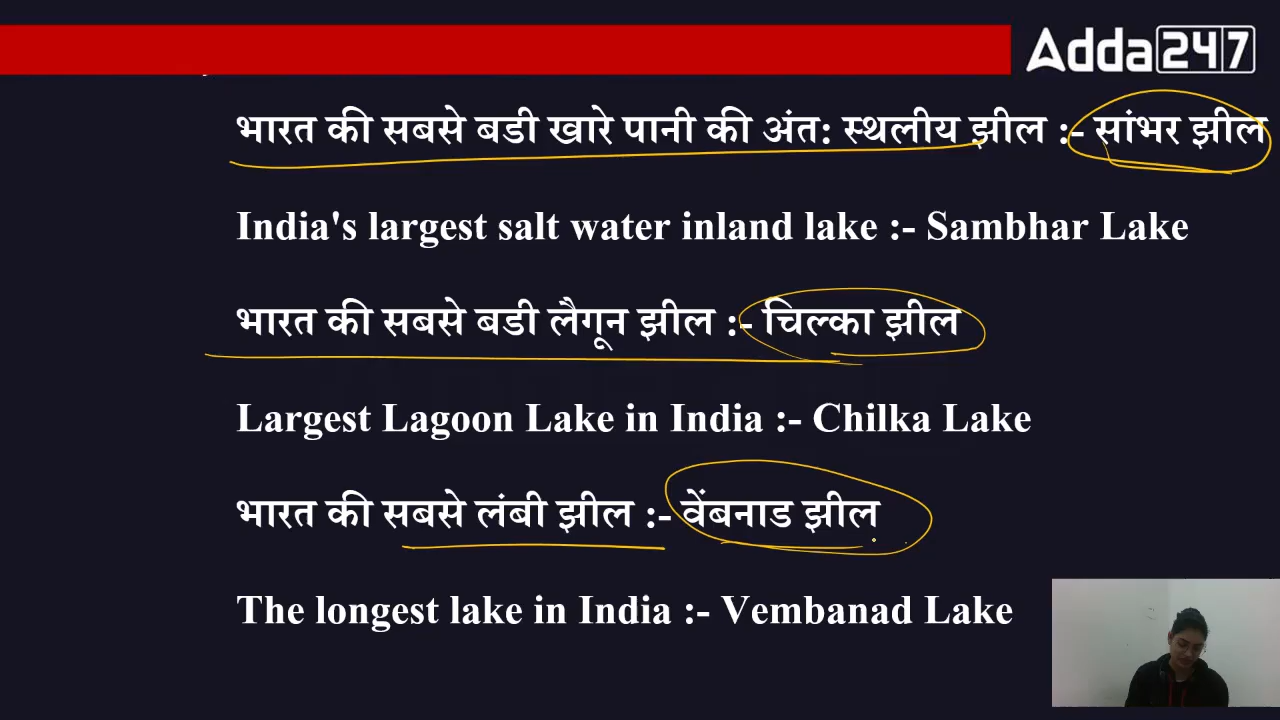 Adda247
भारत की सबसे बडी खारे पानी की अंत: स्थलीय झील :- सांभर झील
India's largest salt water inland lake :- Sambhar Lake
भारत की सबसे बडी लैगून झील :- चिल्का झील
Largest Lagoon Lake in India :- Chilka Lake
भारत की सबसे लंबी झील :- वेंबनाड झील
The longest lake in India :- Vembanad Lake